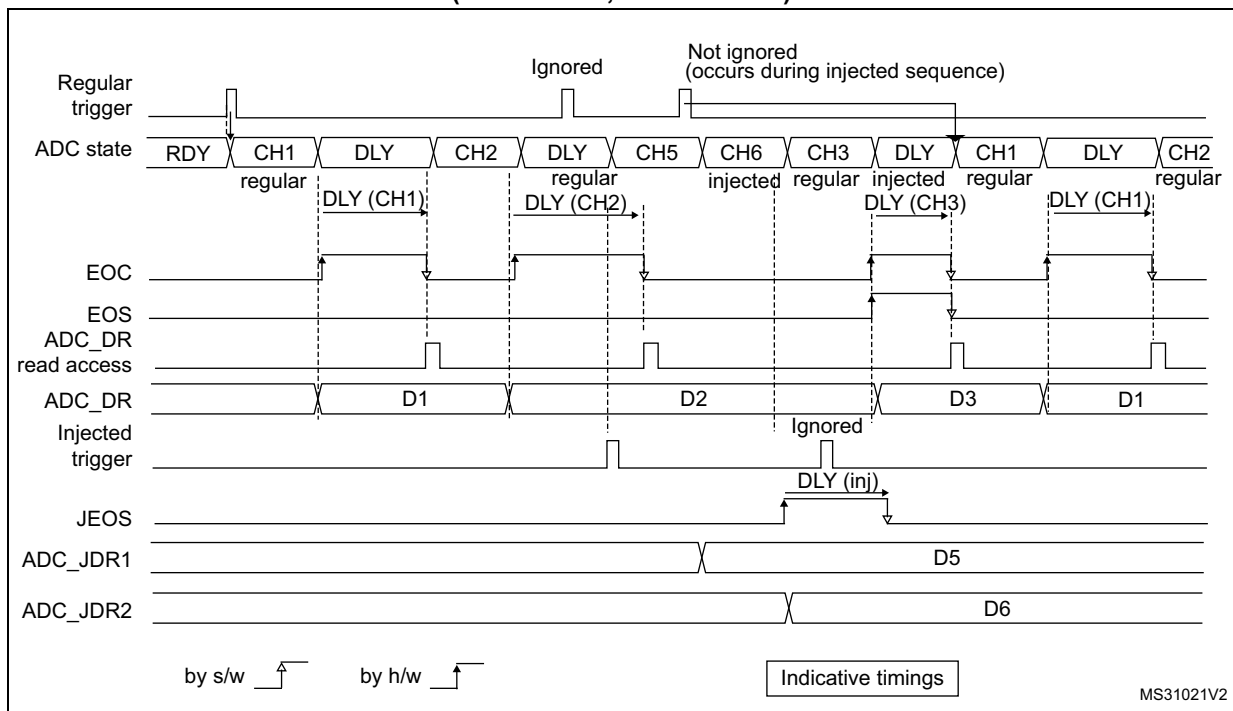 Regular
trigger
Ignored
Not ignored
(occurs during injected sequence)
ADC state
RDY CH1 DLY CH2 DLY CH5 CH6 CH3 DLY CH1 DLY CH2
regular regular injected regular injected regular regular
DLY (CH1) DLY (CH2) DLY (CH3) DLY (CH1)
EOC
EOS
ADC_DR
read access
ADC_DR D1 D2 D3 D1
Injected
trigger
Ignored
DLY (inj)
JEOS
ADC_JDR1 D5
ADC_JDR2 D6
by s/w by h/w Indicative timings
MS31021V2